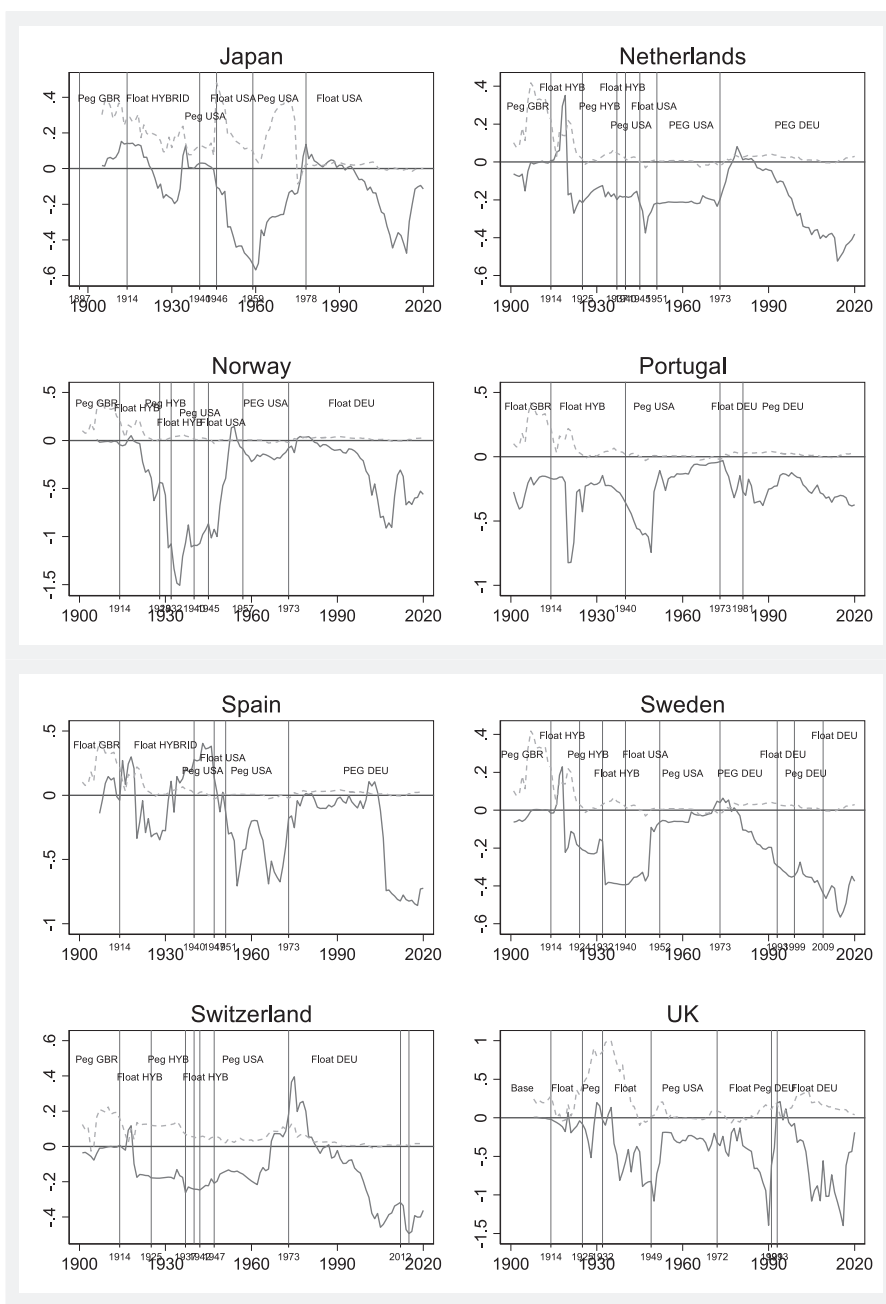 Japan
Peg GBR Float HYBRID Float USA Peg USA Float USA
Peg USA
.4
.2
0
-.2
-.4
-.6
1897 1914 1946 1959 1978
1900 1930 1960 1990 2020
Netherlands
Float HYB Float HYB
Peg GBR Peg HYB Float USA
Peg USA PEG USA PEG DEU
.4
.2
0
-.2
-.4
-.6
1914 1925 1951 1973
1900 1930 1960 1990 2020
Norway
Peg GBR Float HYB Peg HYB Peg USA PEG USA Float DEU
Float HYB Float USA
.5
0
-.5
-1
-1.5
1914 1932 1940 1945 1957 1973
1900 1930 1960 1990 2020
Portugal
Float GBR Float HYB Peg USA Float DEU Peg DEU
.5
0
-.5
-1
1914 1940 1973 1981
1900 1930 1960 1990 2020
Spain
Float GBR Float HYBRID
Float USA
Peg USA Peg USA PEG DEU
.5
0
-.5
-1
1914 1940 1951 1973
1900 1930 1960 1990 2020
Sweden
Float HYB Float DEU
Peg GBR Peg HYB Float USA Float DEU
Float HYB Peg USA PEG DEU Peg DEU
.4
.2
0
-.2
-.4
-.6
1914 1924 1932 1940 1952 1973 1993 1999 2009
1900 1930 1960 1990 2020
Switzerland
Peg GBR Peg HYB Peg USA Float DEU
Float HYB Float HYB
.6
.4
.2
0
-.2
-.4
1914 1925 1937 1942 1947 1973
1900 1930 1960 1990 2020
UK
Base Float Peg Float Peg USA Float Peg DEU Float DEU
1
.5
0
-.5
-1
-1.5
1914 1925 1932 1949 1972 1993
1900 1930 1960 1990 2020